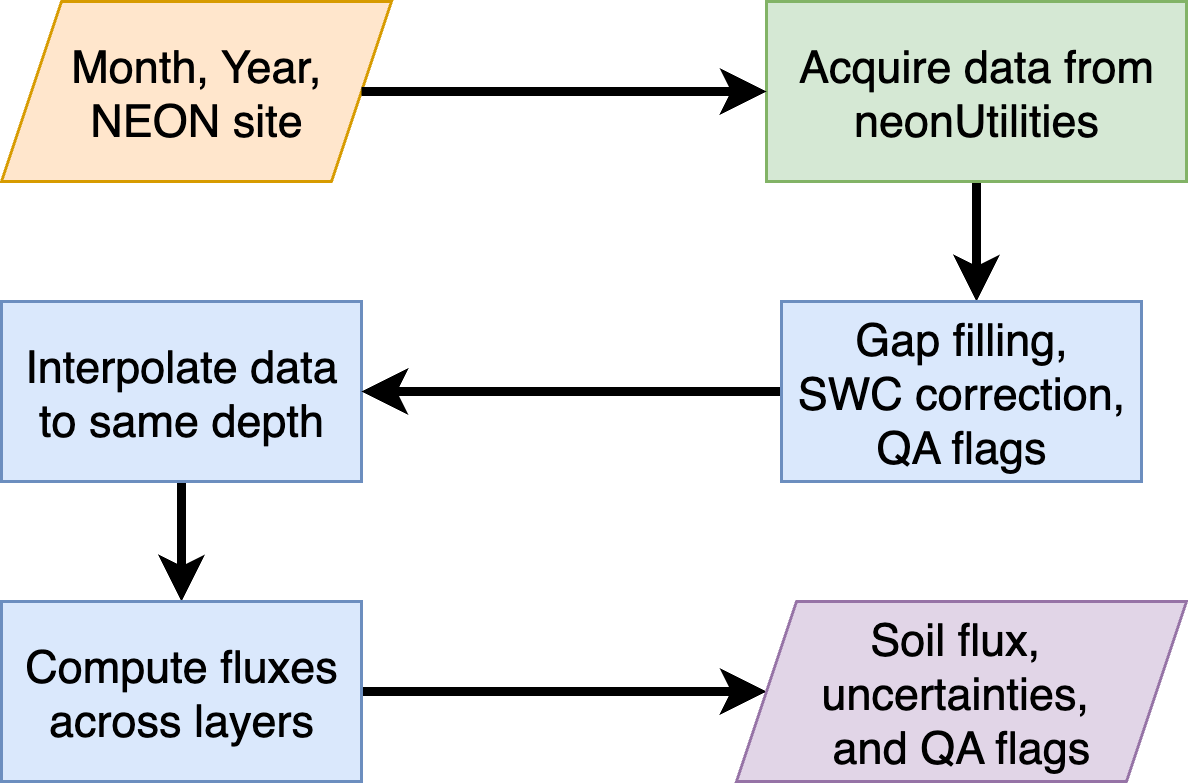 Month, Year,
NEON site
Acquire data from
neonUtilities
Gap filling,
SWC correction,
QA flags
Interpolate data
to same depth
Compute fluxes
across layers
Soil flux,
uncertainties,
and QA flags